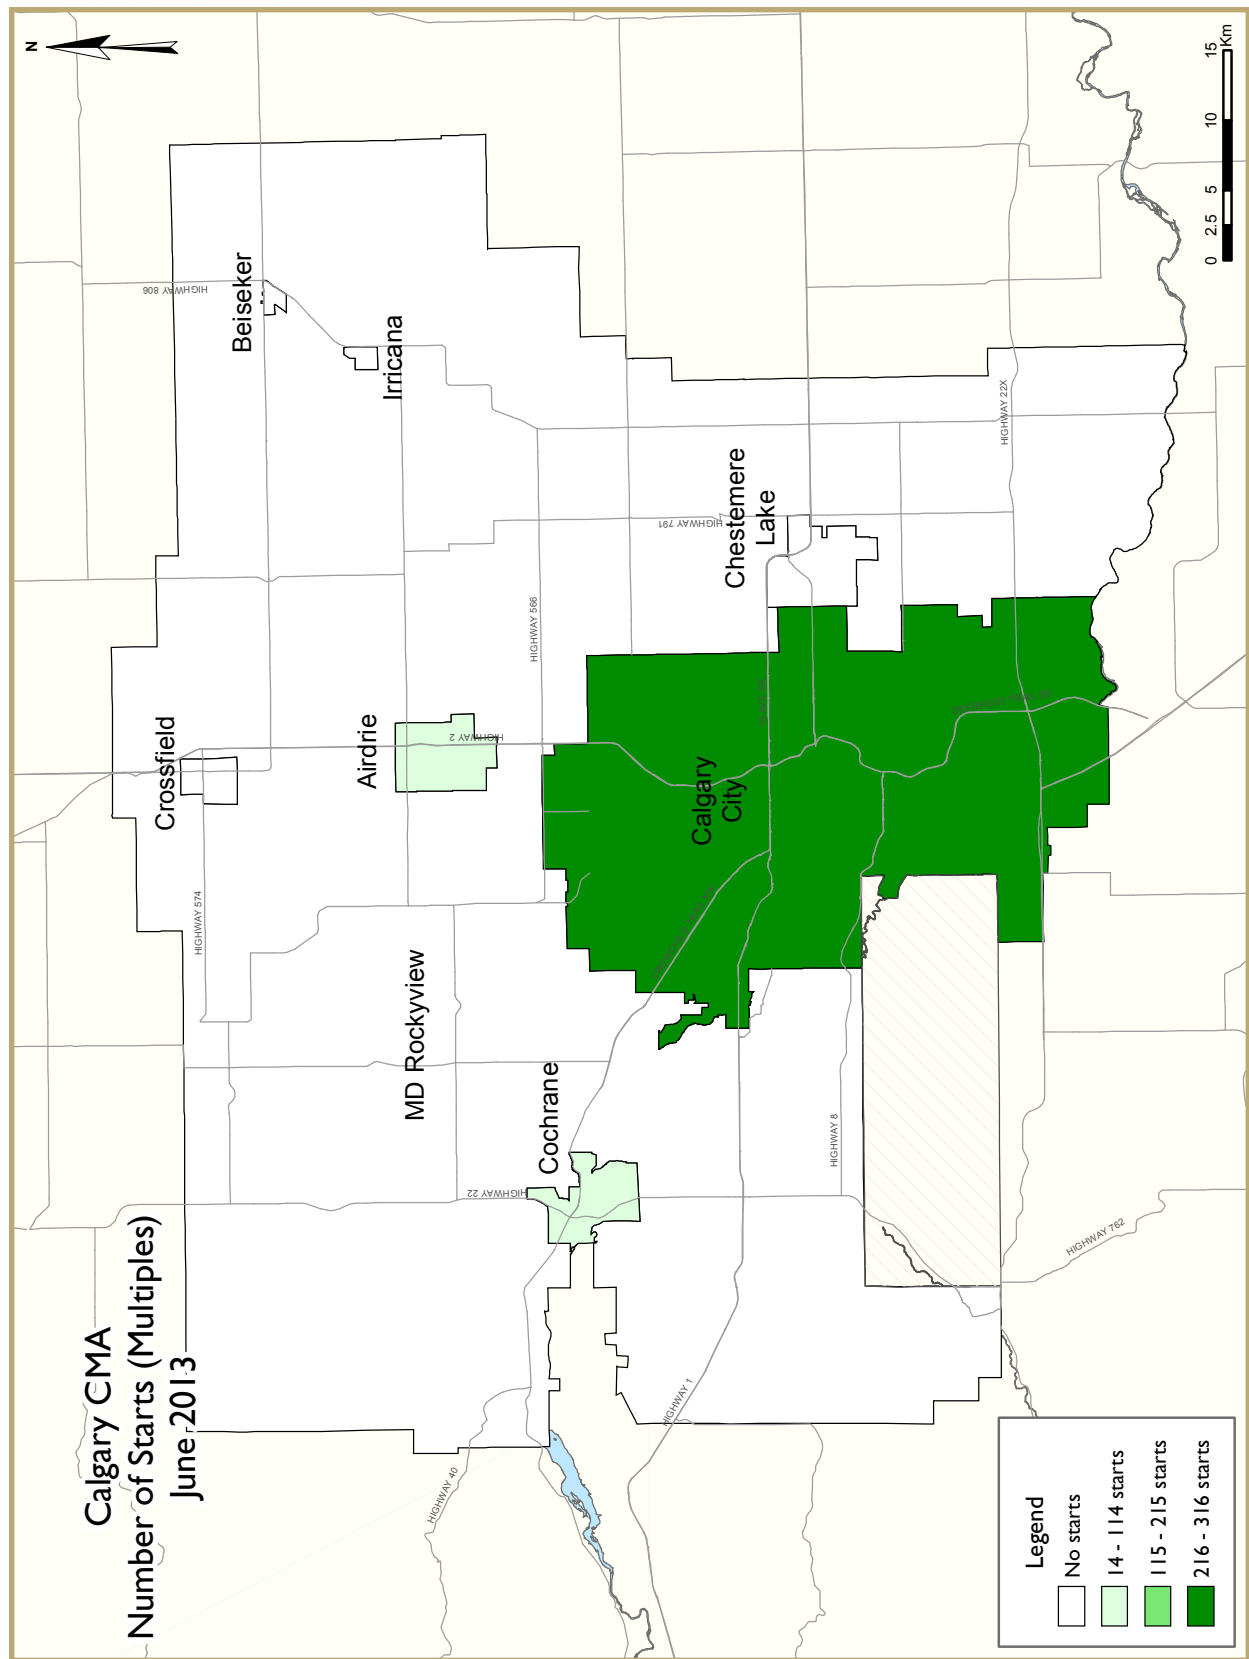 Calgary CMA
Number of Starts (Multiples)
June 2013
N
HIGHWAY 40
HIGHWAY 1
HIGHWAY 22
Cochrane
MD Rockyview
HIGHWAY 574
Crossfield
Airdrie
HIGHWAY 2
HIGHWAY 566
Calgary
City
HIGHWAY 8
HIGHWAY 762
Chestemere
Lake
HIGHWAY 791
HIGHWAY 22X
Irricana
Beiseker
HIGHWAY 806
Legend
No starts
14 - 114 starts
115 - 215 starts
216 - 316 starts
0 2.5 5 10 15
Km